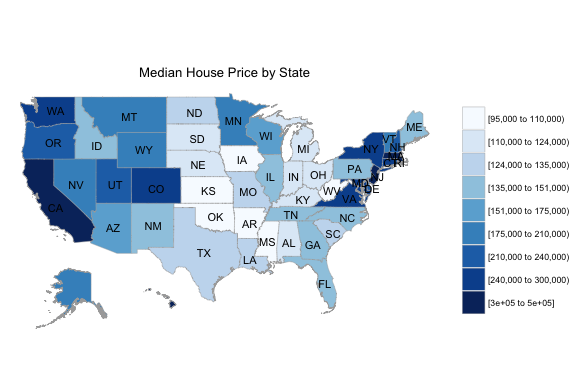 Median House Price by State
WA
MT
ND
MN
ME
OR
ID
WY
SD
WI
MI
NY
VT
NH
MA
CT
RI
NV
UT
CO
NE
IA
IL
IN
OH
PA
NJ
CA
AZ
NM
KS
MO
KY
WV
VA
MD
DE
OK
AR
TN
NC
SC
TX
LA
MS
AL
GA
FL
[95,000 to 110,000)
[110,000 to 124,000)
[124,000 to 135,000)
[135,000 to 151,000)
[151,000 to 175,000)
[175,000 to 210,000)
[210,000 to 240,000)
[240,000 to 300,000)
[3e+05 to 5e+05]